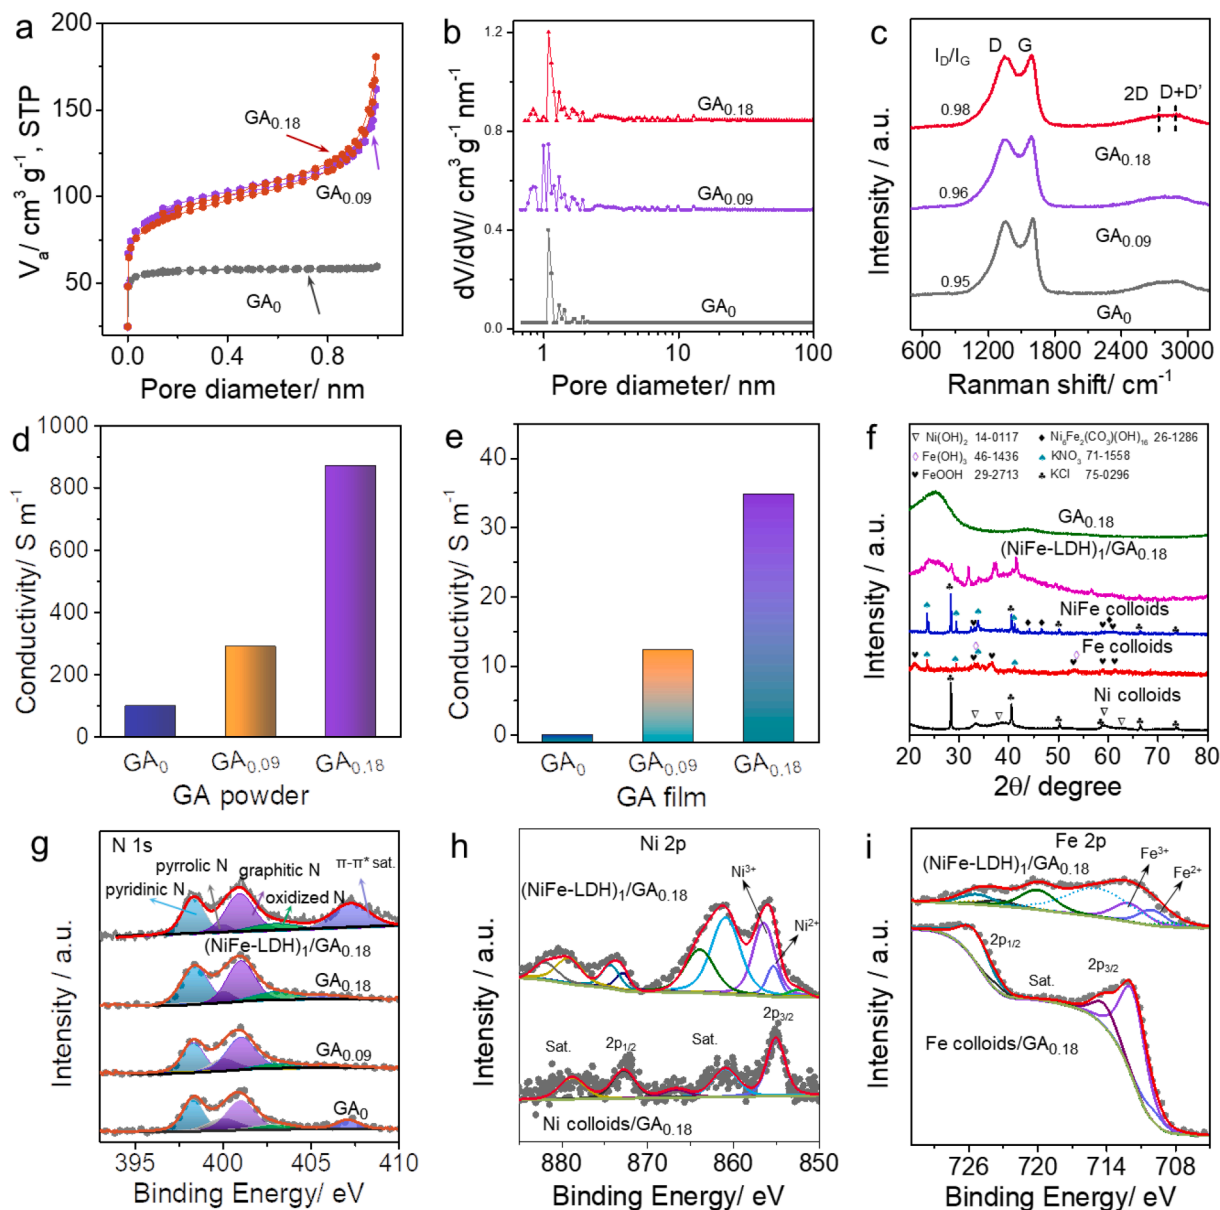 a
200
150
100
50
Vₐ/ cm³ g⁻¹, STP
GA₀.₁₈
GA₀.₀₉
GA₀
0.0 0.4 0.8
Pore diameter/ nm
b
1.2
0.8
0.4
0.0
dV/dW/ cm³ g⁻¹ nm⁻¹
GA₀.₁₈
GA₀.₀₉
GA₀
1 10 100
Pore diameter/ nm
c
Intensity / a.u.
I_D/I_G
D G
2D D+D'
0.98
GA₀.₁₈
0.96
GA₀.₀₉
0.95
GA₀
600 1200 1800 2400 3000
Ranman shift/ cm⁻¹
d
1000
800
600
400
200
100
0
Conductivity/ S m⁻¹
GA₀ GA₀.₀₉ GA₀.₁₈
GA powder
e
40
30
20
10
0
Conductivity/ S m⁻¹
GA₀ GA₀.₀₉ GA₀.₁₈
GA film
f
Intensity / a.u.
▽ Ni(OH)₂ 14-0117 ♦ Ni₆Fe₂(CO₃)(OH)₁₆ 26-1286
◊ Fe(OH)₃ 46-1436 ♠ KNO₃ 71-1558
♥ FeOOH 29-2713 ♣ KCl 75-0296
GA₀.₁₈
(NiFe-LDH)₁/GA₀.₁₈
NiFe colloids
Fe colloids
Ni colloids
20 30 40 50 60 70 80
2θ/ degree
g
Intensity / a.u.
N 1s
pyridinic N
pyrrolic N
graphitic N
oxidized N
π-π* sat.
(NiFe-LDH)₁/GA₀.₁₈
GA₀.₁₈
GA₀.₀₉
GA₀
395 400 405 410
Binding Energy/ eV
h
Intensity / a.u.
Ni 2p
(NiFe-LDH)₁/GA₀.₁₈
Ni³⁺
Ni²⁺
Sat. 2p₁/₂ Sat. 2p₃/₂
Ni colloids/GA₀.₁₈
880 870 860 850
Binding Energy/ eV
i
Intensity / a.u.
Fe 2p
(NiFe-LDH)₁/GA₀.₁₈
Fe³⁺
Fe²⁺
2p₁/₂
Sat.
2p₃/₂
Fe colloids/GA₀.₁₈
726 720 714 708
Binding Energy/ eV